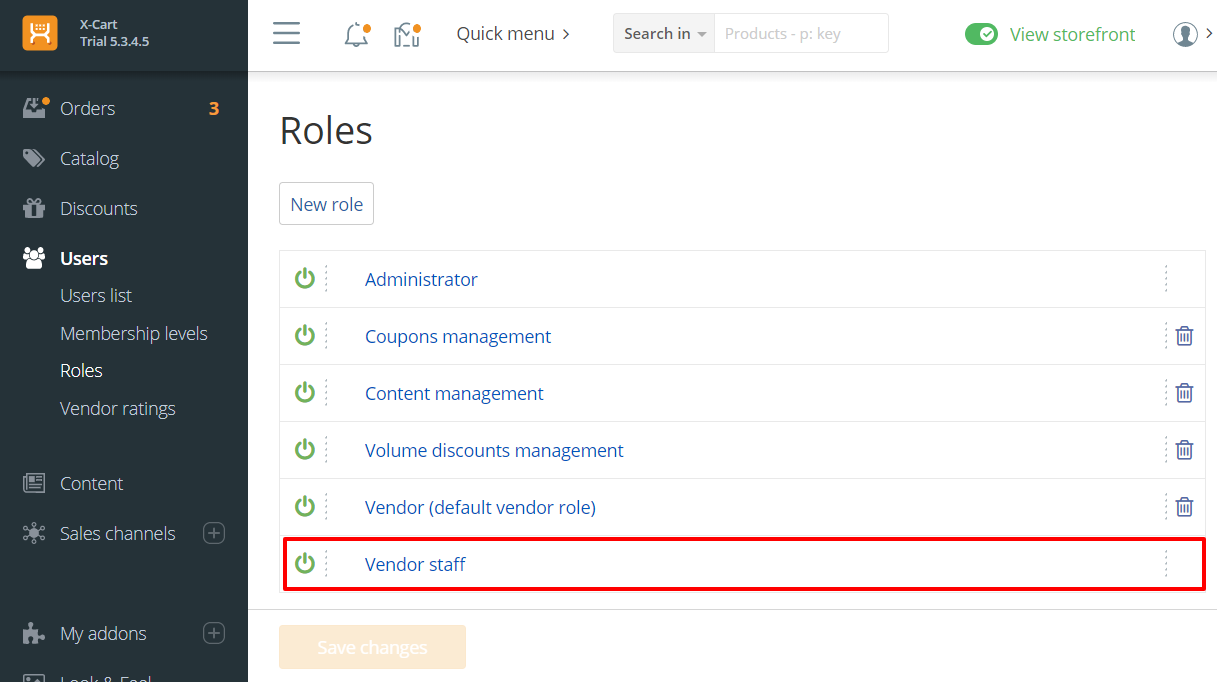 X-Cart
Trial 5.3.4.5
Quick menu
Search in
Products - p: key
View storefront
Orders
3
Catalog
Discounts
Users
Users list
Membership levels
Roles
Vendor ratings
Content
Sales channels
My addons
Look & Feel
Roles
New role
Administrator
Coupons management
Content management
Volume discounts management
Vendor (default vendor role)
Vendor staff
Save changes